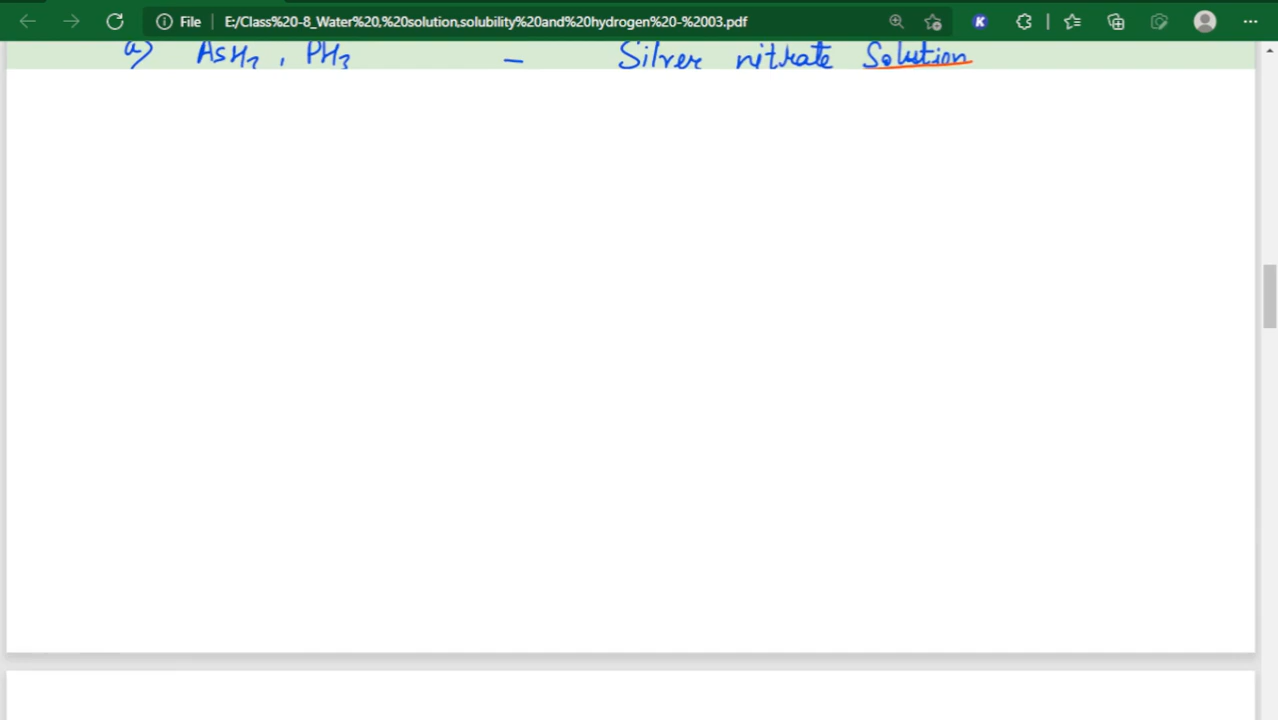 File E:/Class%20-8_Water%20,%20solution,solubility%20and%20hydrogen%20-%2003.pdf
a) AsH3 , PH3 - Silver nitrate Solution